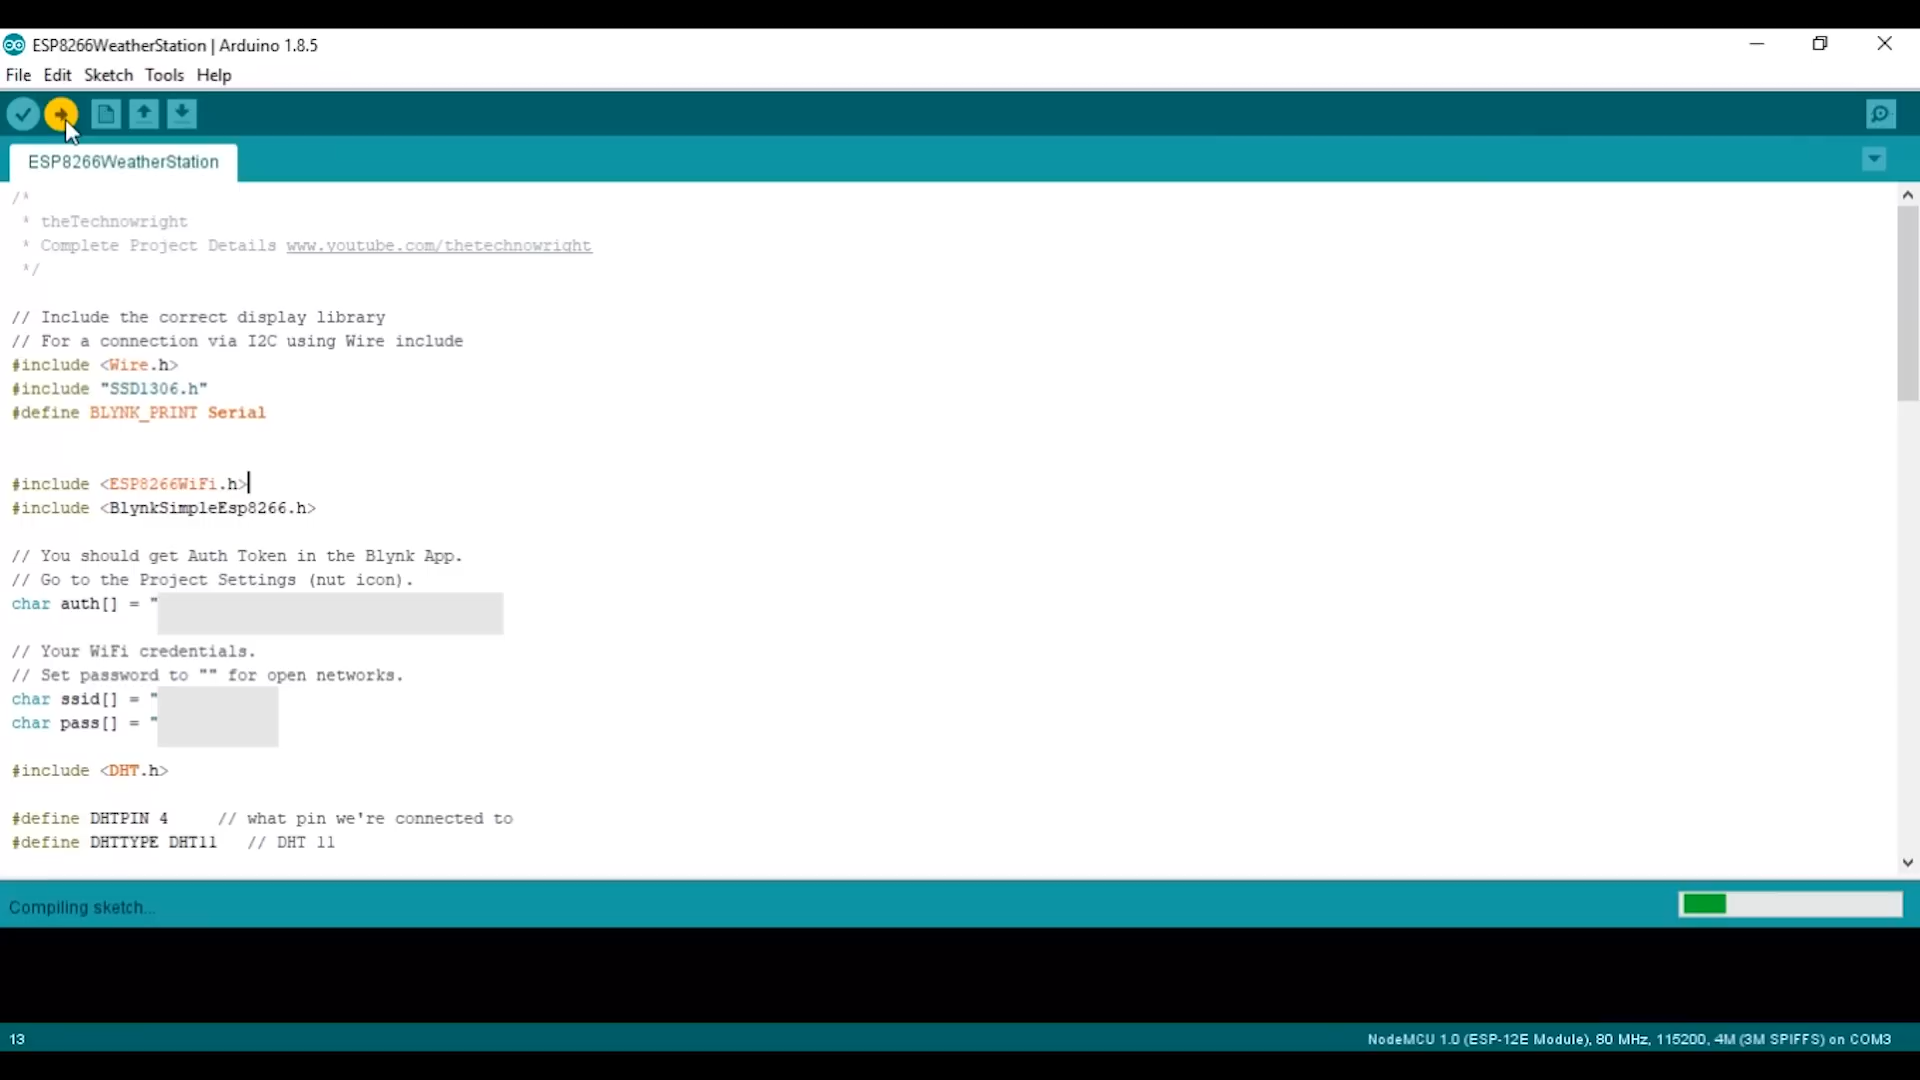 ESP8266WeatherStation | Arduino 1.8.5
File Edit Sketch Tools Help
ESP8266WeatherStation
/*
* theTechnowright
* Complete Project Details www.youtube.com/thetechnowright
*/
// Include the correct display library
// For a connection via I2C using Wire include
#include <Wire.h>
#include "SSD1306.h"
#define BLYNK_PRINT Serial
#include <ESP8266WiFi.h>
#include <BlynkSimpleEsp8266.h>
// You should get Auth Token in the Blynk App.
// Go to the Project Settings (nut icon).
char auth[] = "
// Your WiFi credentials.
// Set password to "" for open networks.
char ssid[] = "
char pass[] = "
#include <DHT.h>
#define DHTPIN 4 // what pin we're connected to
#define DHTTYPE DHT11 // DHT 11
Compiling sketch...
13
NodeMCU 1.0 (ESP-12E Module), 80 MHz, 115200, 4M (3M SPIFFS) on COM3